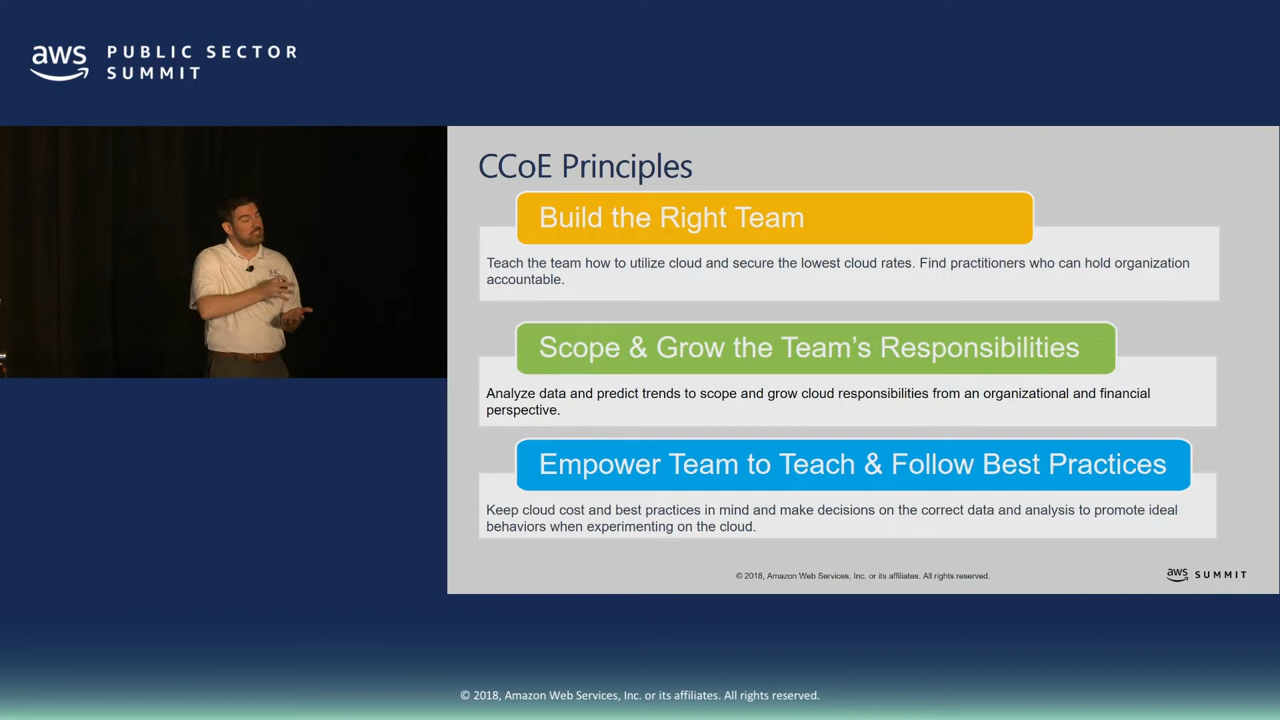 aws
PUBLIC SECTOR
SUMMIT
CCoE Principles
Build the Right Team
Teach the team how to utilize cloud and secure the lowest cloud rates. Find practitioners who can hold organization
accountable.
Scope & Grow the Team's Responsibilities
Analyze data and predict trends to scope and grow cloud responsibilities from an organizational and financial
perspective.
Empower Team to Teach & Follow Best Practices
Keep cloud cost and best practices in mind and make decisions on the correct data and analysis to promote ideal
behaviors when experimenting on the cloud.
© 2018, Amazon Web Services, Inc. or its affiliates. All rights reserved.
aws SUMMIT
© 2018, Amazon Web Services, Inc. or its affiliates. All rights reserved.